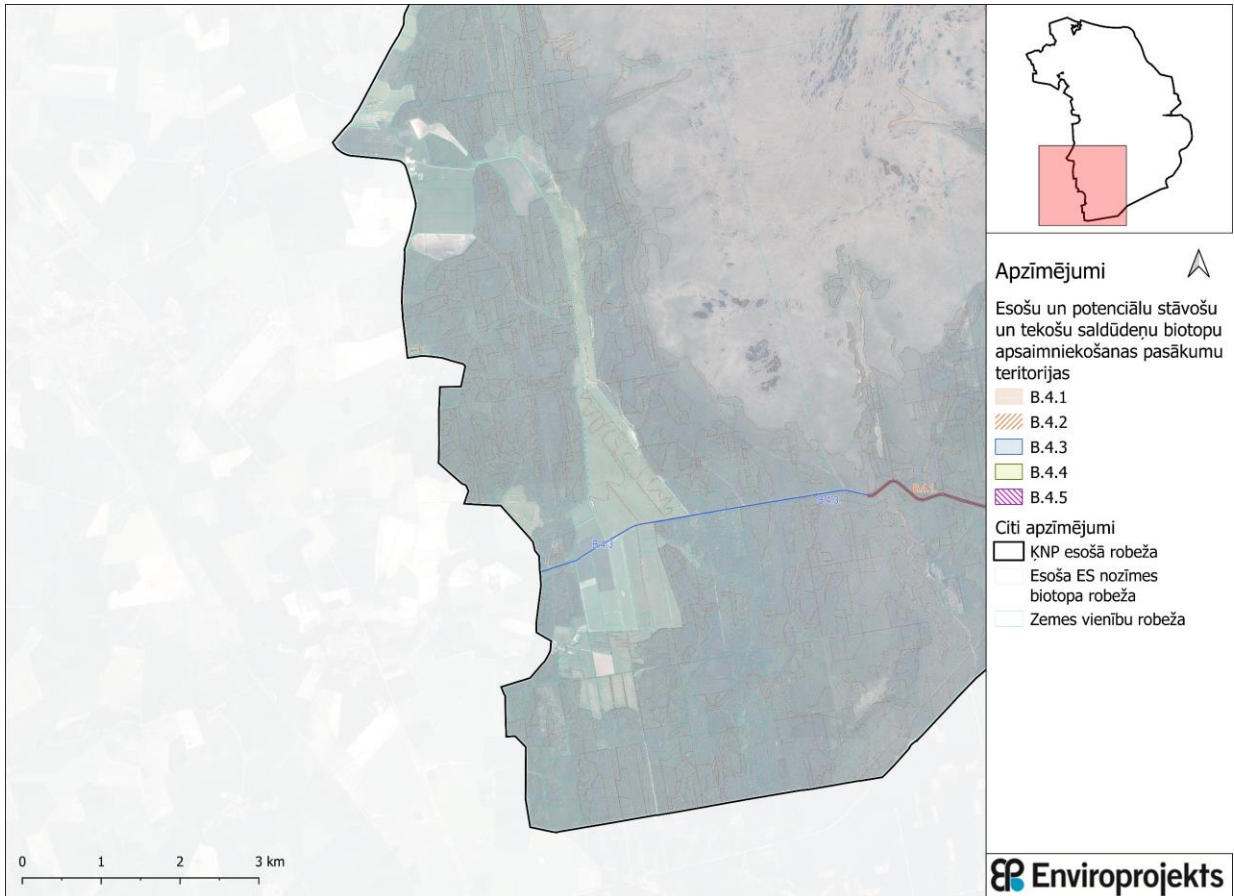 Apzīmējumi
Esošu un potenciālu stāvošu
un tekošu saldūdeņu biotopu
apsaimniekošanas pasākumu
teritorijas
B.4.1
B.4.2
B.4.3
B.4.4
B.4.5
Citi apzīmējumi
ĶNP esošā robeža
Esoša ES nozīmes
biotopa robeža
Zemes vienību robeža
B.4.3.
B.4.1.
B.4.3
0 1 2 3 km
Enviroprojekts